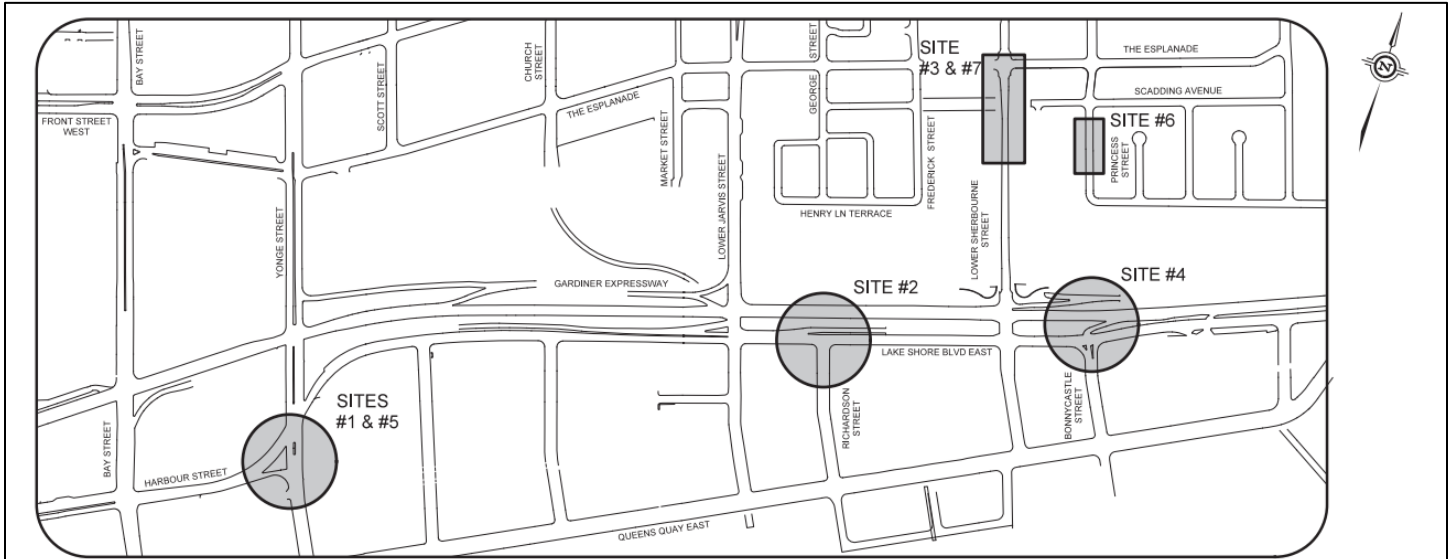 BAY STREET
FRONT STREET
WEST
SCOTT STREET
CHURCH
STREET
THE ESPLANADE
MARKET STREET
GEORGE
STREET
SITE
#3 & #7
THE ESPLANADE
SCADDING AVENUE
SITE #6
PRINCESS
STREET
FREDERICK STREET
HENRY LN TERRACE
LOWER JARVIS STREET
LOWER SHERBOURNE
STREET
YONGE STREET
GARDINER EXPRESSWAY
SITE #2
SITE #4
LAKE SHORE BLVD EAST
SITES
#1 & #5
RICHARDSON
STREET
BONNYCASTLE
STREET
BAY STREET
HARBOUR STREET
QUEENS QUAY EAST
N